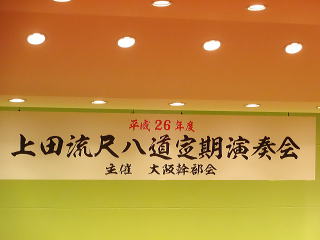 平成26年度
上田流尺八道定期演奏会
主催　大阪幹部会